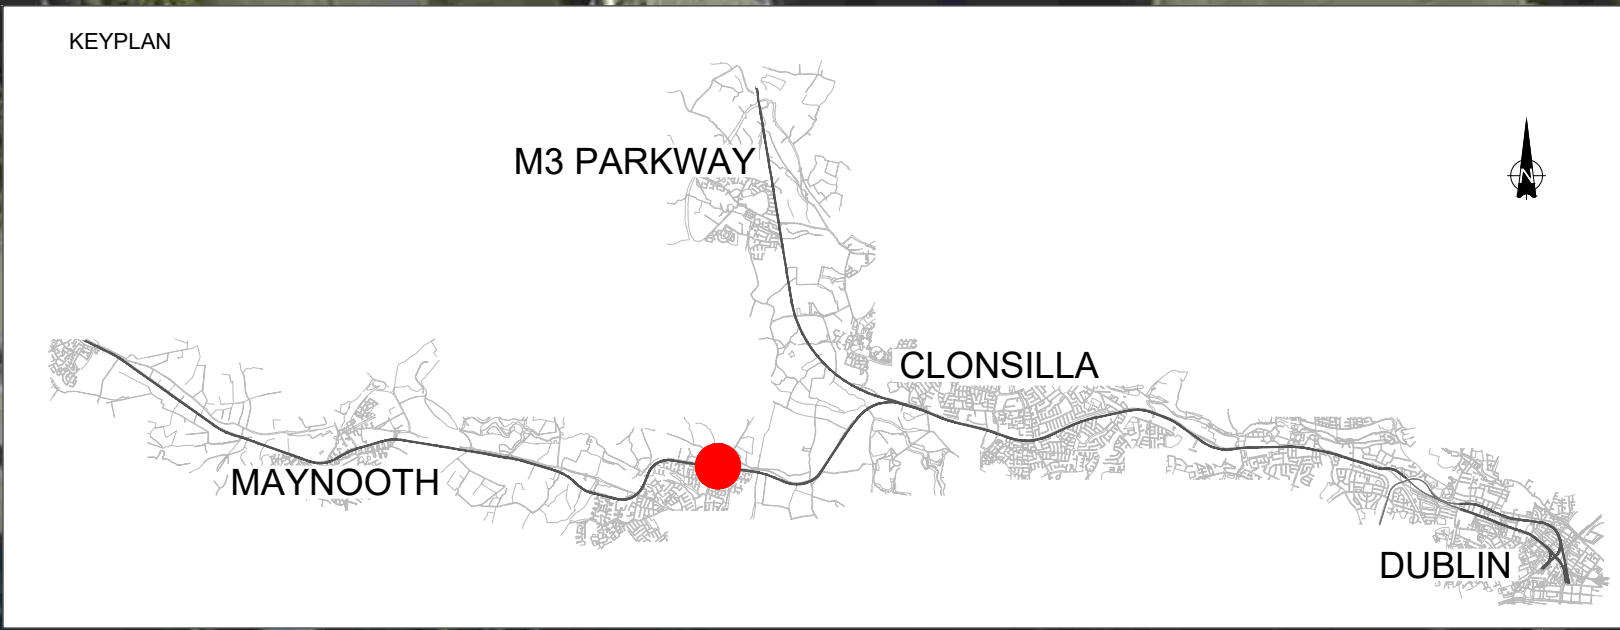 KEYPLAN
M3 PARKWAY
N
CLONSILLA
MAYNOOTH
DUBLIN